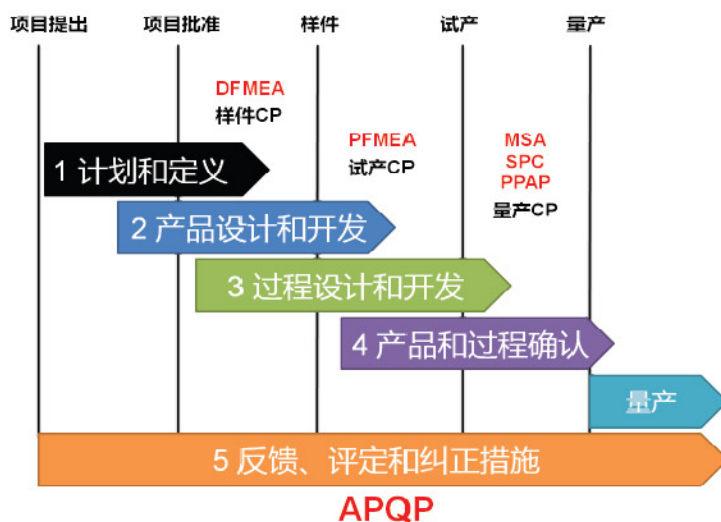 项目提出 项目批准 样件 试产 量产
DFMEA
样件CP
PFMEA
试产CP
MSA
SPC
PPAP
量产CP
1 计划和定义
2 产品设计和开发
3 过程设计和开发
4 产品和过程确认
量产
5 反馈、评定和纠正措施
APQP